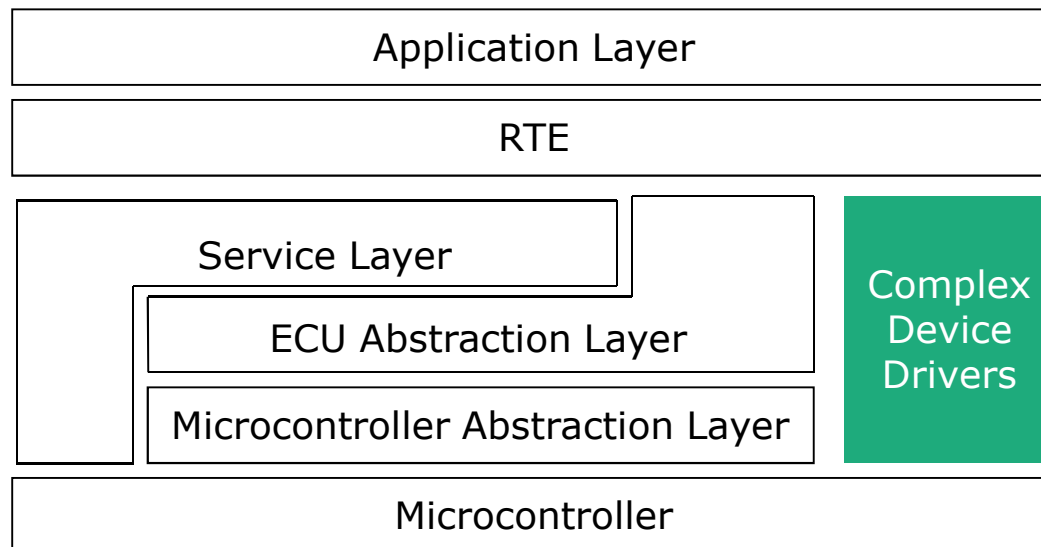 Application Layer
RTE
Service Layer
ECU Abstraction Layer
Microcontroller Abstraction Layer
Complex
Device
Drivers
Microcontroller